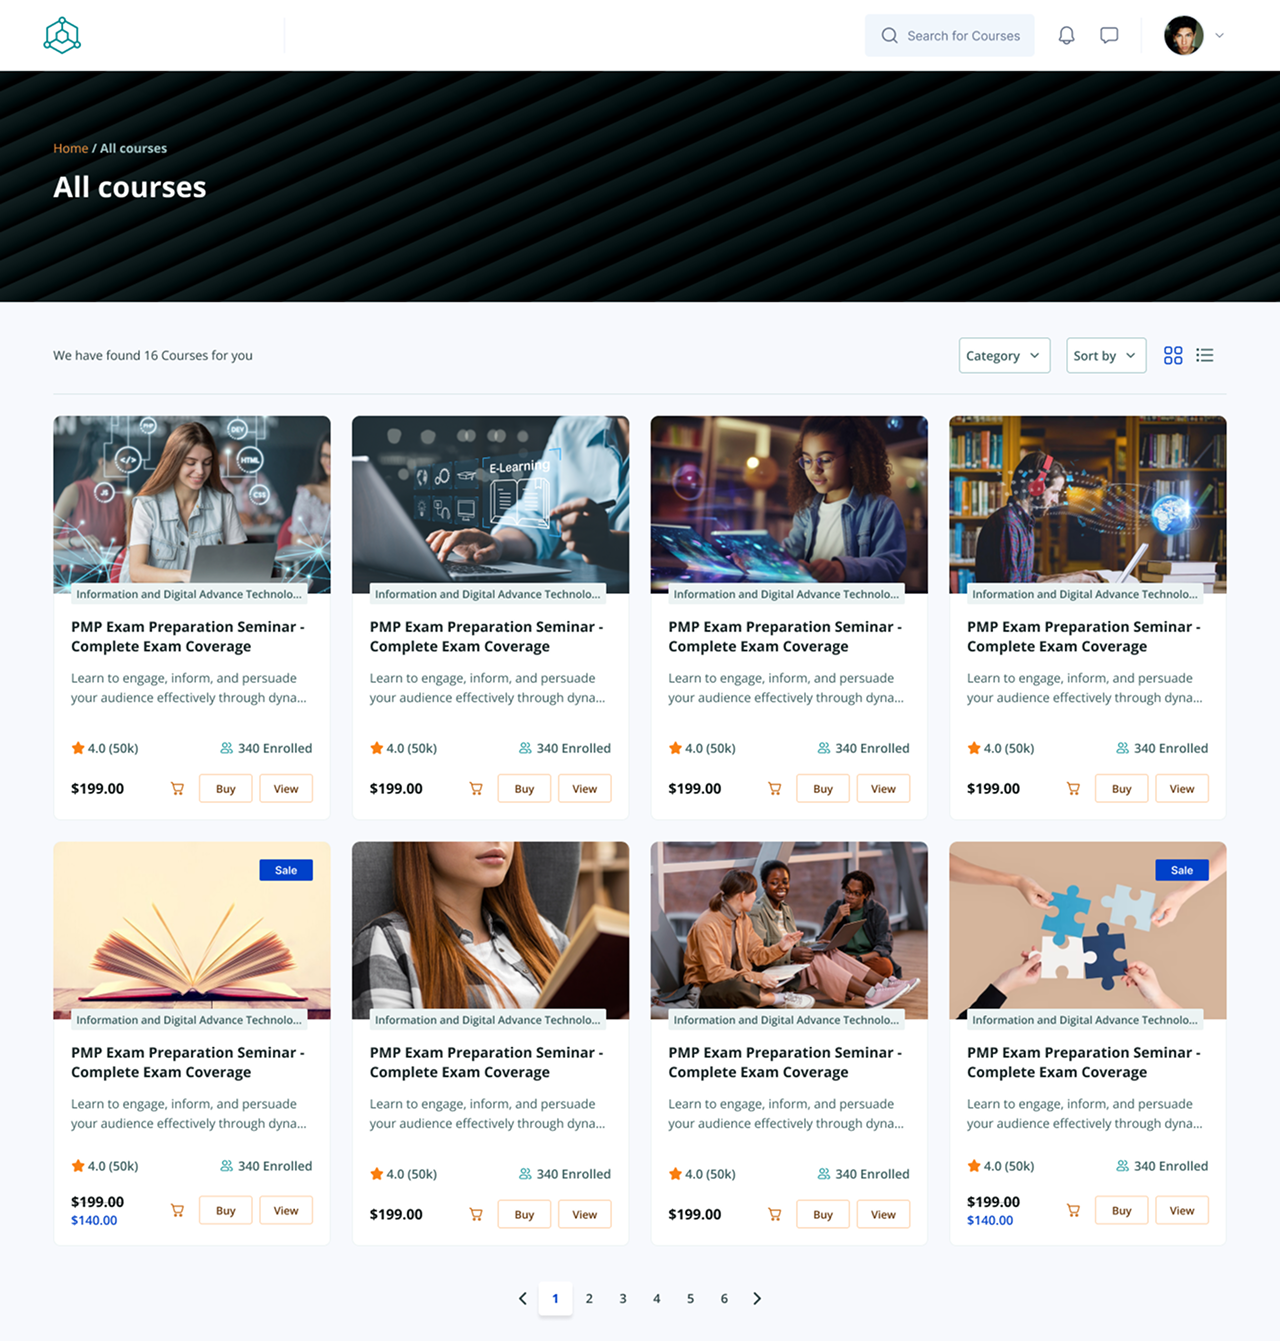 Search for Courses
Home / All courses
All courses
We have found 16 Courses for you
Category
Sort by
PHP
DEV
</>
HTML
JS
CSS
E-Learning
Information and Digital Advance Technolo...
Information and Digital Advance Technolo...
Information and Digital Advance Technolo...
Information and Digital Advance Technolo...
PMP Exam Preparation Seminar -
Complete Exam Coverage
PMP Exam Preparation Seminar -
Complete Exam Coverage
PMP Exam Preparation Seminar -
Complete Exam Coverage
PMP Exam Preparation Seminar -
Complete Exam Coverage
Learn to engage, inform, and persuade
your audience effectively through dyna...
Learn to engage, inform, and persuade
your audience effectively through dyna...
Learn to engage, inform, and persuade
your audience effectively through dyna...
Learn to engage, inform, and persuade
your audience effectively through dyna...
4.0 (50k) 340 Enrolled
4.0 (50k) 340 Enrolled
4.0 (50k) 340 Enrolled
4.0 (50k) 340 Enrolled
$199.00 Buy View
$199.00 Buy View
$199.00 Buy View
$199.00 Buy View
Sale
Sale
Information and Digital Advance Technolo...
Information and Digital Advance Technolo...
Information and Digital Advance Technolo...
Information and Digital Advance Technolo...
PMP Exam Preparation Seminar -
Complete Exam Coverage
PMP Exam Preparation Seminar -
Complete Exam Coverage
PMP Exam Preparation Seminar -
Complete Exam Coverage
PMP Exam Preparation Seminar -
Complete Exam Coverage
Learn to engage, inform, and persuade
your audience effectively through dyna...
Learn to engage, inform, and persuade
your audience effectively through dyna...
Learn to engage, inform, and persuade
your audience effectively through dyna...
Learn to engage, inform, and persuade
your audience effectively through dyna...
4.0 (50k) 340 Enrolled
4.0 (50k) 340 Enrolled
4.0 (50k) 340 Enrolled
4.0 (50k) 340 Enrolled
$199.00
$140.00
Buy View
$199.00 Buy View
$199.00 Buy View
$199.00
$140.00
Buy View
1 2 3 4 5 6